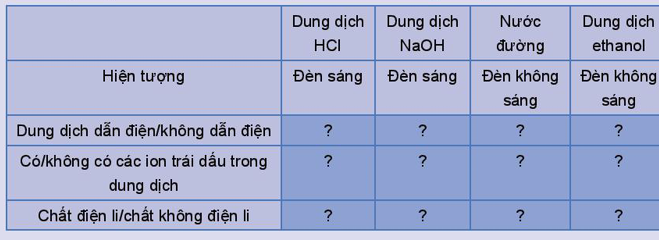 Dung dịch HCl | Dung dịch NaOH | Nước đường | Dung dịch ethanol
Hiện tượng | Đèn sáng | Đèn sáng | Đèn không sáng | Đèn không sáng
Dung dịch dẫn điện/không dẫn điện | ? | ? | ? | ?
Có/không có các ion trái dấu trong dung dịch | ? | ? | ? | ?
Chất điện li/chất không điện li | ? | ? | ? | ?